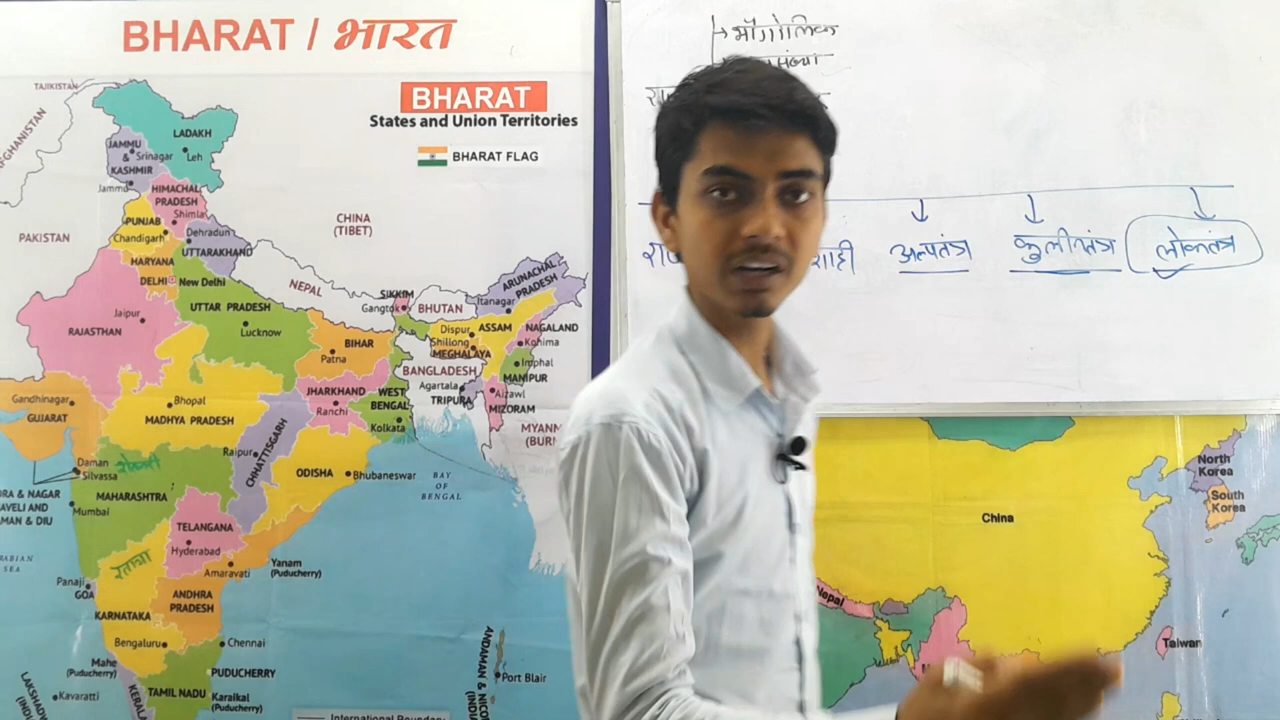 BHARAT / भारत
BHARAT
States and Union Territories
BHARAT FLAG
TAJIKISTAN
AFGHANISTAN
LADAKH
Leh
JAMMU
&
KASHMIR
Srinagar
Jammu
HIMACHAL
PRADESH
Shimla
PUNJAB
Chandigarh
Dehradun
UTTARAKHAND
PAKISTAN
CHINA
(TIBET)
HARYANA
DELHI
New Delhi
NEPAL
SIKKIM
Gangtok
BHUTAN
ARUNACHAL
PRADESH
Itanagar
UTTAR PRADESH
Lucknow
Jaipur
RAJASTHAN
BIHAR
Patna
Dispur
ASSAM
NAGALAND
Shillong
Kohima
MEGHALAYA
Imphal
BANGLADESH
MANIPUR
Agartala
Aizawl
TRIPURA
MIZORAM
JHARKHAND
Ranchi
WEST
BENGAL
Kolkata
Gandhinagar
GUJARAT
Bhopal
MADHYA PRADESH
Raipur
CHHATTISGARH
ODISHA
Bhubaneswar
BAY
OF
BENGAL
Daman
Silvassa
MAHARASHTRA
Mumbai
TELANGANA
Hyderabad
Amaravati
Yanam
(Puducherry)
Panaji
GOA
ANDHRA
PRADESH
KARNATAKA
Bengaluru
Chennai
Mahe
(Puducherry)
PUDUCHERRY
Kavaratti
TAMIL NADU
Karaikal
(Puducherry)
Port Blair
International Boundary
भौगोलिक
शाही
अल्पतंत्र
कुलीनतंत्र
लोकतंत्र
China
North
Korea
South
Korea
Nepal
Taiwan